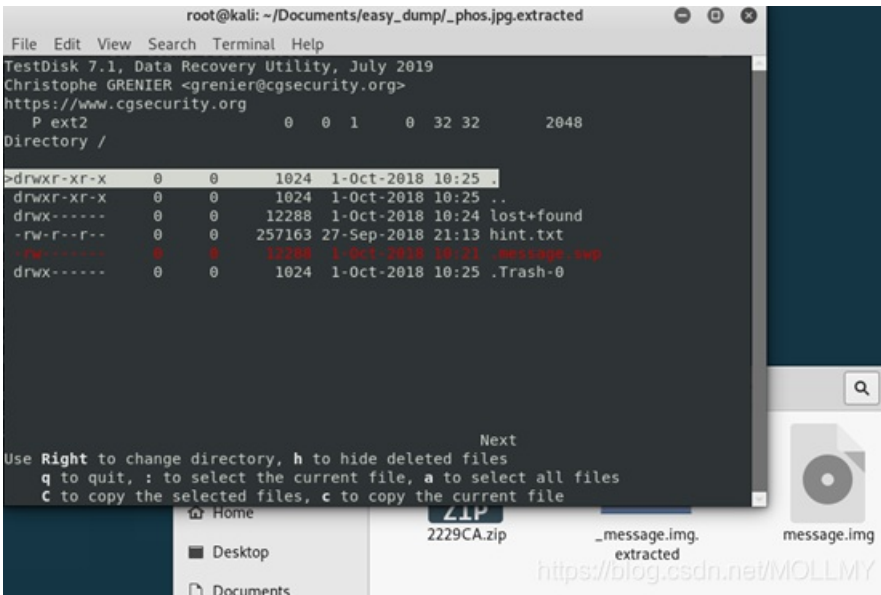 root@kali: ~/Documents/easy_dump/_phos.jpg.extracted
File Edit View Search Terminal Help
TestDisk 7.1, Data Recovery Utility, July 2019
Christophe GRENIER <grenier@cgsecurity.org>
https://www.cgsecurity.org
P ext2 0 0 1 0 32 32 2048
Directory /
>drwxr-xr-x 0 0 1024 1-Oct-2018 10:25 .
drwxr-xr-x 0 0 1024 1-Oct-2018 10:25 ..
drwx------ 0 0 12288 1-Oct-2018 10:24 lost+found
-rw-r--r-- 0 0 257163 27-Sep-2018 21:13 hint.txt
-rw------- 0 0 12288 1-Oct-2018 10:21 .message.swp
drwx------ 0 0 1024 1-Oct-2018 10:25 .Trash-0
Next
Use Right to change directory, h to hide deleted files
q to quit, : to select the current file, a to select all files
C to copy the selected files, c to copy the current file
Home
ZIP
2229CA.zip
_message.img.
extracted
message.img
Desktop
Documents
https://blog.csdn.net/MOLLMY